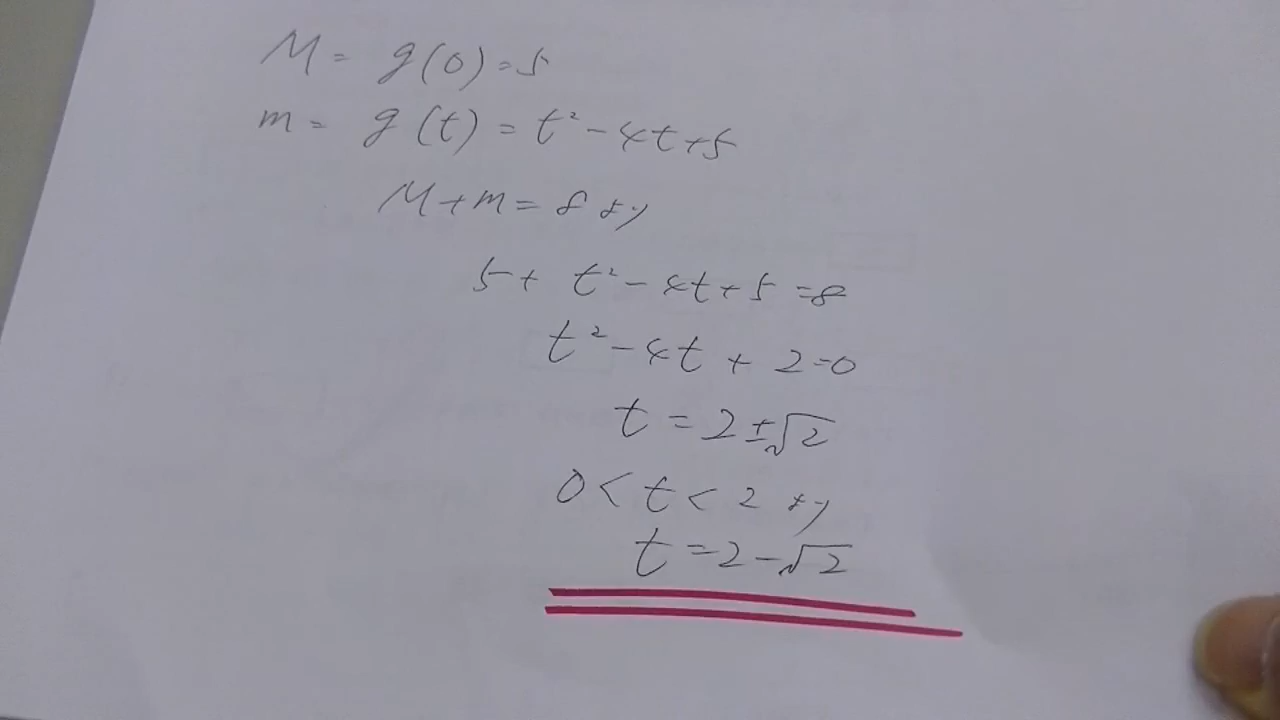 M = g(0) = 5
m = g(t) = t² - 4t + 5
M + m = 8 より
5 + t² - 4t + 5 = 8
t² - 4t + 2 = 0
t = 2 ± √2
0 < t < 2 より
t = 2 - √2